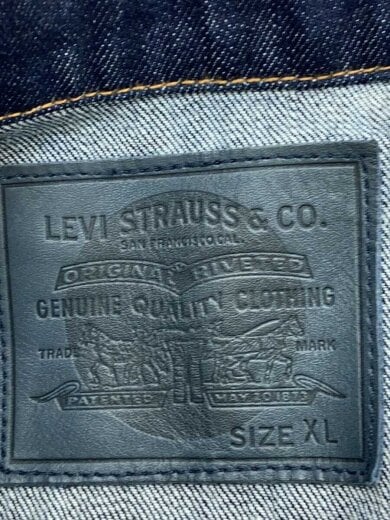 LEVI STRAUSS & CO.
SAN FRANCISCO CAL.
ORIGINAL RIVETED
GENUINE QUALITY CLOTHING
TRADE MARK
PATENTED MAY 20 1873
SIZE XL